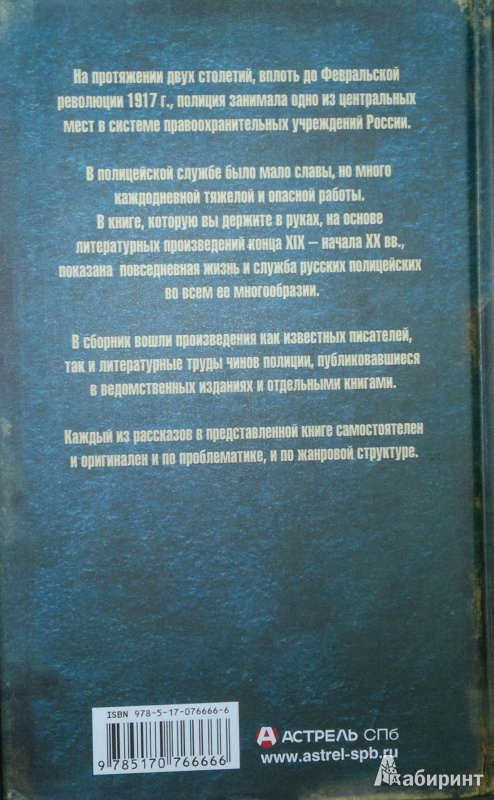 На протяжении двух столетий, вплоть до Февральской
революции 1917 г., полиция занимала одно из центральных
мест в системе правоохранительных учреждений России.
В полицейской службе было мало славы, но много
каждодневной тяжелой и опасной работы.
В книге, которую вы держите в руках, на основе
литературных произведений конца XIX – начала XX вв.,
показана повседневная жизнь и служба русских полицейских
во всем ее многообразии.
В сборник вошли произведения как известных писателей,
так и литературные труды чинов полиции, публиковавшиеся
в ведомственных изданиях и отдельными книгами.
Каждый из рассказов в представленной книге самостоятелен
и оригинален и по проблематике, и по жанровой структуре.
ISBN 978-5-17-076666-6
9 785170 766666
АСТРЕЛЬ СПб
www.astrel-spb.ru
Лабиринт